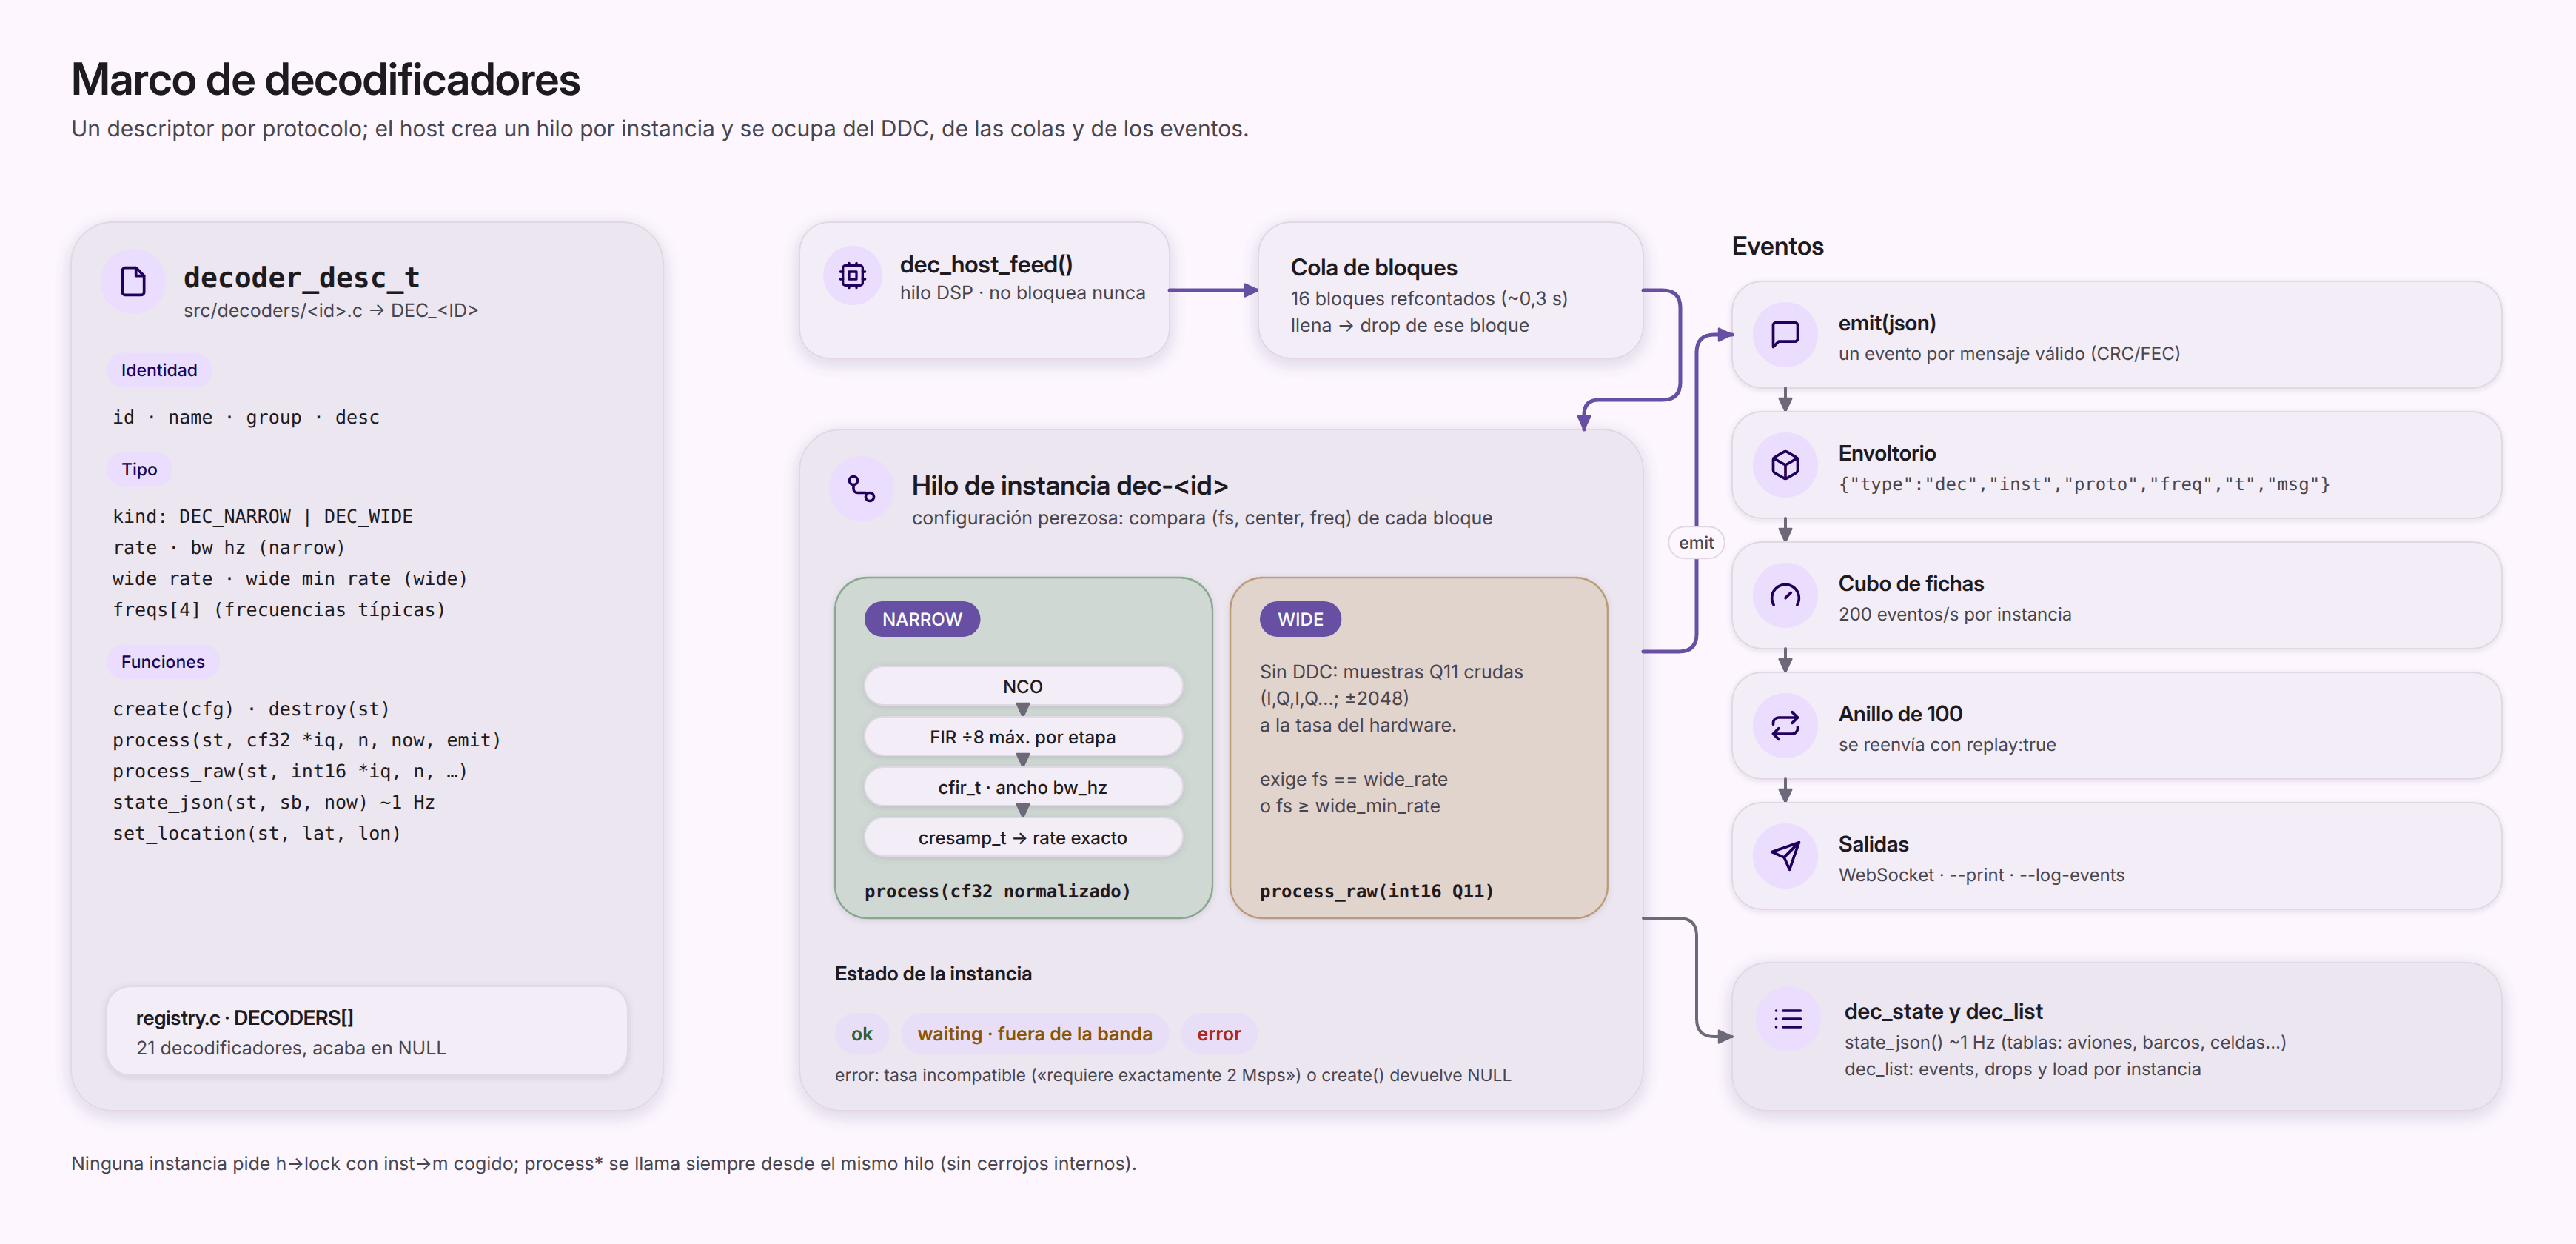 Marco de decodificadores
Un descriptor por protocolo; el host crea un hilo por instancia y se ocupa del DDC, de las colas y de los eventos.
decoder_desc_t
src/decoders/<id>.c → DEC_<ID>
Identidad
id · name · group · desc
Tipo
kind: DEC_NARROW | DEC_WIDE
rate · bw_hz (narrow)
wide_rate · wide_min_rate (wide)
freqs[4] (frecuencias típicas)
Funciones
create(cfg) · destroy(st)
process(st, cf32 *iq, n, now, emit)
process_raw(st, int16 *iq, n, …)
state_json(st, sb, now) ~1 Hz
set_location(st, lat, lon)
registry.c · DECODERS[]
21 decodificadores, acaba en NULL
dec_host_feed()
hilo DSP · no bloquea nunca
Cola de bloques
16 bloques refcontados (~0,3 s)
llena → drop de ese bloque
Hilo de instancia dec-<id>
configuración perezosa: compara (fs, center, freq) de cada bloque
NARROW
NCO
FIR ÷8 máx. por etapa
cfir_t · ancho bw_hz
cresamp_t → rate exacto
process(cf32 normalizado)
WIDE
Sin DDC: muestras Q11 crudas
(I,Q,I,Q…; ±2048)
a la tasa del hardware.
exige fs == wide_rate
o fs ≥ wide_min_rate
process_raw(int16 Q11)
Estado de la instancia
ok
waiting · fuera de la banda
error
error: tasa incompatible («requiere exactamente 2 Msps») o create() devuelve NULL
emit
Eventos
emit(json)
un evento por mensaje válido (CRC/FEC)
Envoltorio
{"type":"dec","inst","proto","freq","t","msg"}
Cubo de fichas
200 eventos/s por instancia
Anillo de 100
se reenvía con replay:true
Salidas
WebSocket · --print · --log-events
dec_state y dec_list
state_json() ~1 Hz (tablas: aviones, barcos, celdas…)
dec_list: events, drops y load por instancia
Ninguna instancia pide h→lock con inst→m cogido; process* se llama siempre desde el mismo hilo (sin cerrojos internos).